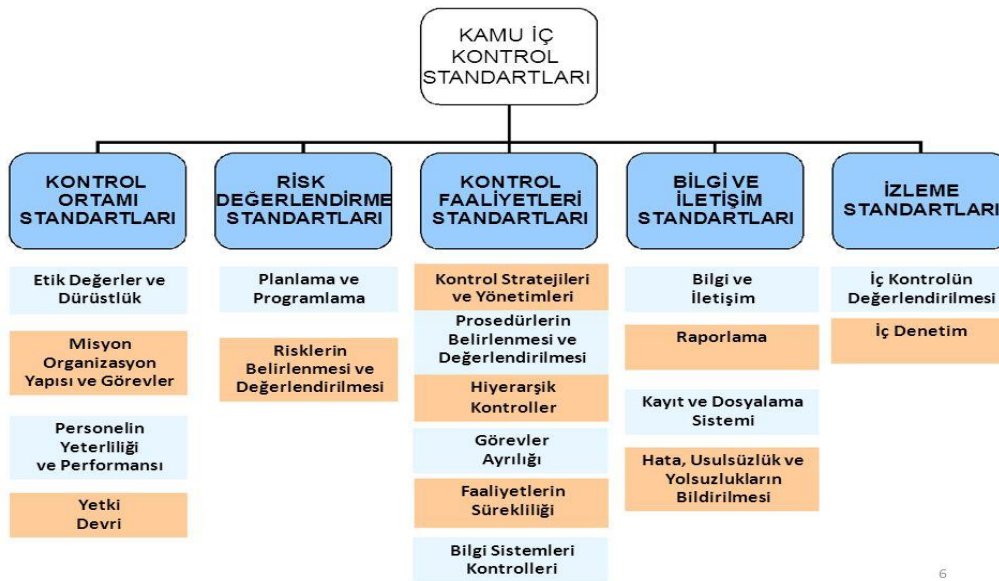 KAMU İÇ
KONTROL
STANDARTLARI
KONTROL
ORTAMI
STANDARTLARI
RİSK
DEĞERLENDİRME
STANDARTLARI
KONTROL
FAALİYETLERİ
STANDARTLARI
BİLGİ VE
İLETİŞİM
STANDARTLARI
İZLEME
STANDARTLARI
Etik Değerler ve
Dürüstlük
Misyon
Organizasyon
Yapısı ve Görevler
Personelin
Yeterliliği
ve Performansı
Yetki
Devri
Planlama ve
Programlama
Risklerin
Belirlenmesi ve
Değerlendirilmesi
Kontrol Stratejileri
ve Yönetimleri
Prosedürlerin
Belirlenmesi ve
Değerlendirilmesi
Hiyerarşik
Kontroller
Görevler
Ayrılığı
Faaliyetlerin
Sürekliliği
Bilgi Sistemleri
Kontrolleri
Bilgi ve
İletişim
Raporlama
Kayıt ve Dosyalama
Sistemi
Hata, Usulsüzlük ve
Yolsuzlukların
Bildirilmesi
İç Kontrolün
Değerlendirilmesi
İç Denetim
6